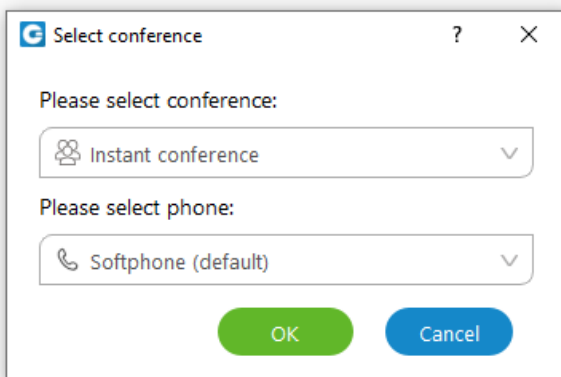 Select conference ?
Please select conference:
Instant conference
Please select phone:
Softphone (default)
OK Cancel